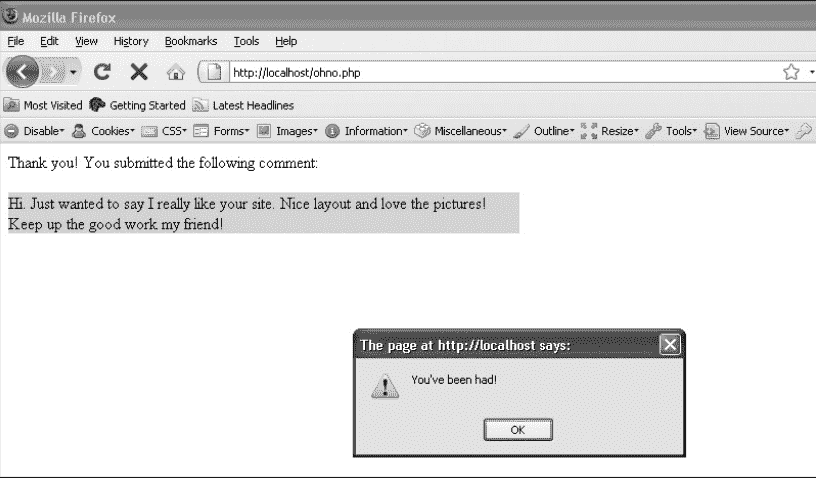 Mozilla Firefox
File Edit View History Bookmarks Tools Help
http://localhost/ohno.php
Most Visited Getting Started Latest Headlines
Disable Cookies CSS Forms Images Information Miscellaneous Outline Resize Tools View Source
Thank you! You submitted the following comment:
Hi. Just wanted to say I really like your site. Nice layout and love the pictures!
Keep up the good work my friend!
The page at http://localhost says:
You've been had!
OK